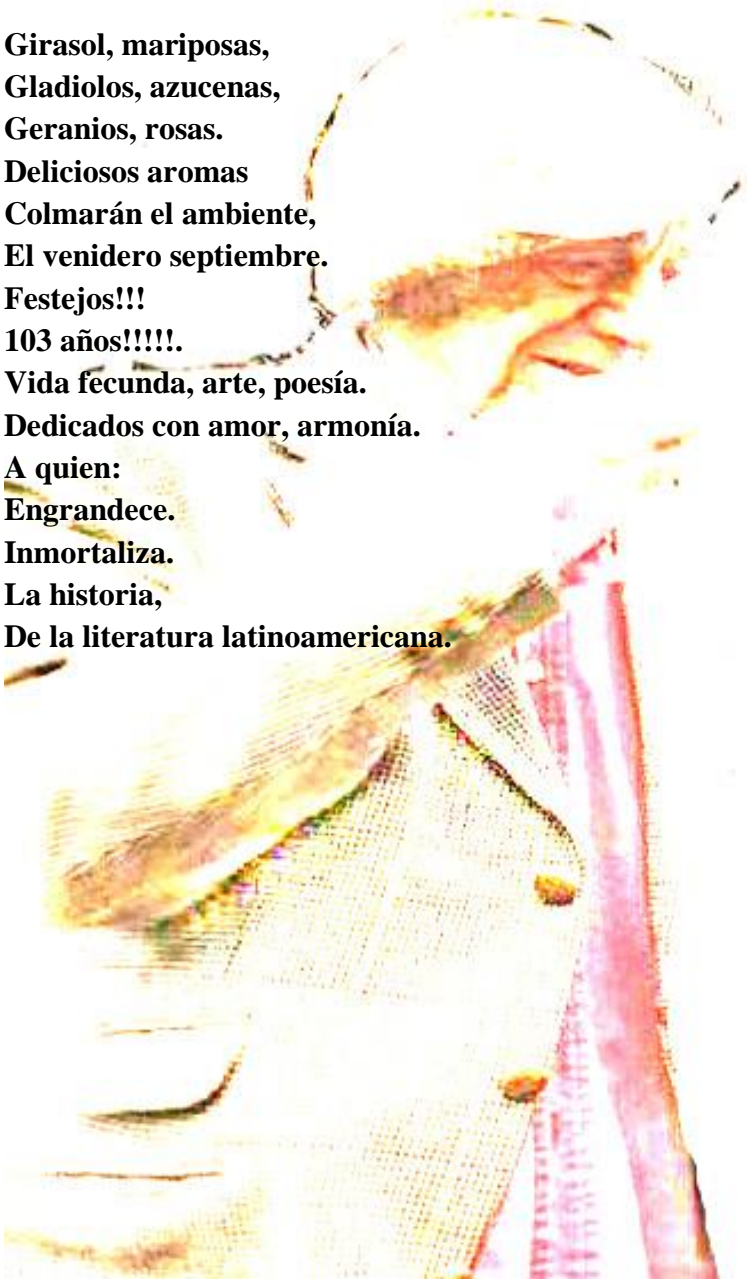 Girasol, mariposas,
Gladiolos, azucenas,
Geranios, rosas.
Deliciosos aromas
Colmarán el ambiente,
El venidero septiembre.
Festejos!!!
103 años!!!!!.
Vida fecunda, arte, poesía.
Dedicados con amor, armonía.
A quien:
Engrandece.
Inmortaliza.
La historia,
De la literatura latinoamericana.